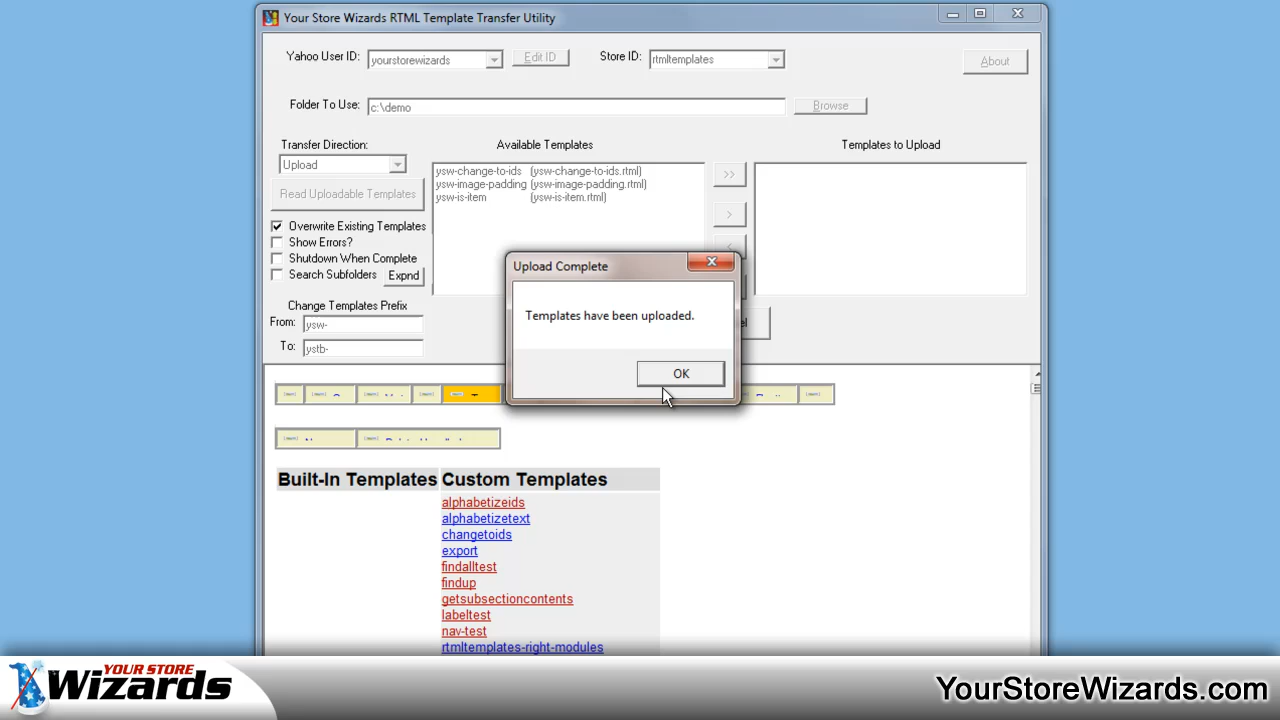 Your Store Wizards RTML Template Transfer Utility
Yahoo User ID: yourstorewizards Edit ID Store ID: rtmltemplates About
Folder To Use: c:\demo Browse
Transfer Direction: Available Templates Templates to Upload
Upload
Read Uploadable Templates
ysw-change-to-ids (ysw-change-to-ids.rtml) >>
ysw-image-padding (ysw-image-padding.rtml)
ysw-is-item (ysw-is-item.rtml)
>
Overwrite Existing Templates
Show Errors?
<
Shutdown When Complete
Search Subfolders Expnd
Upload Complete
Templates have been uploaded.
OK
Change Templates Prefix
From: ysw-
To: ystb-
Built-In Templates Custom Templates
alphabetizeids
alphabetizetext
changetoids
export
findalltest
findup
getsubsectioncontents
labeltest
nav-test
rtmltemplates-right-modules
YOUR STORE
Wizards
YourStoreWizards.com